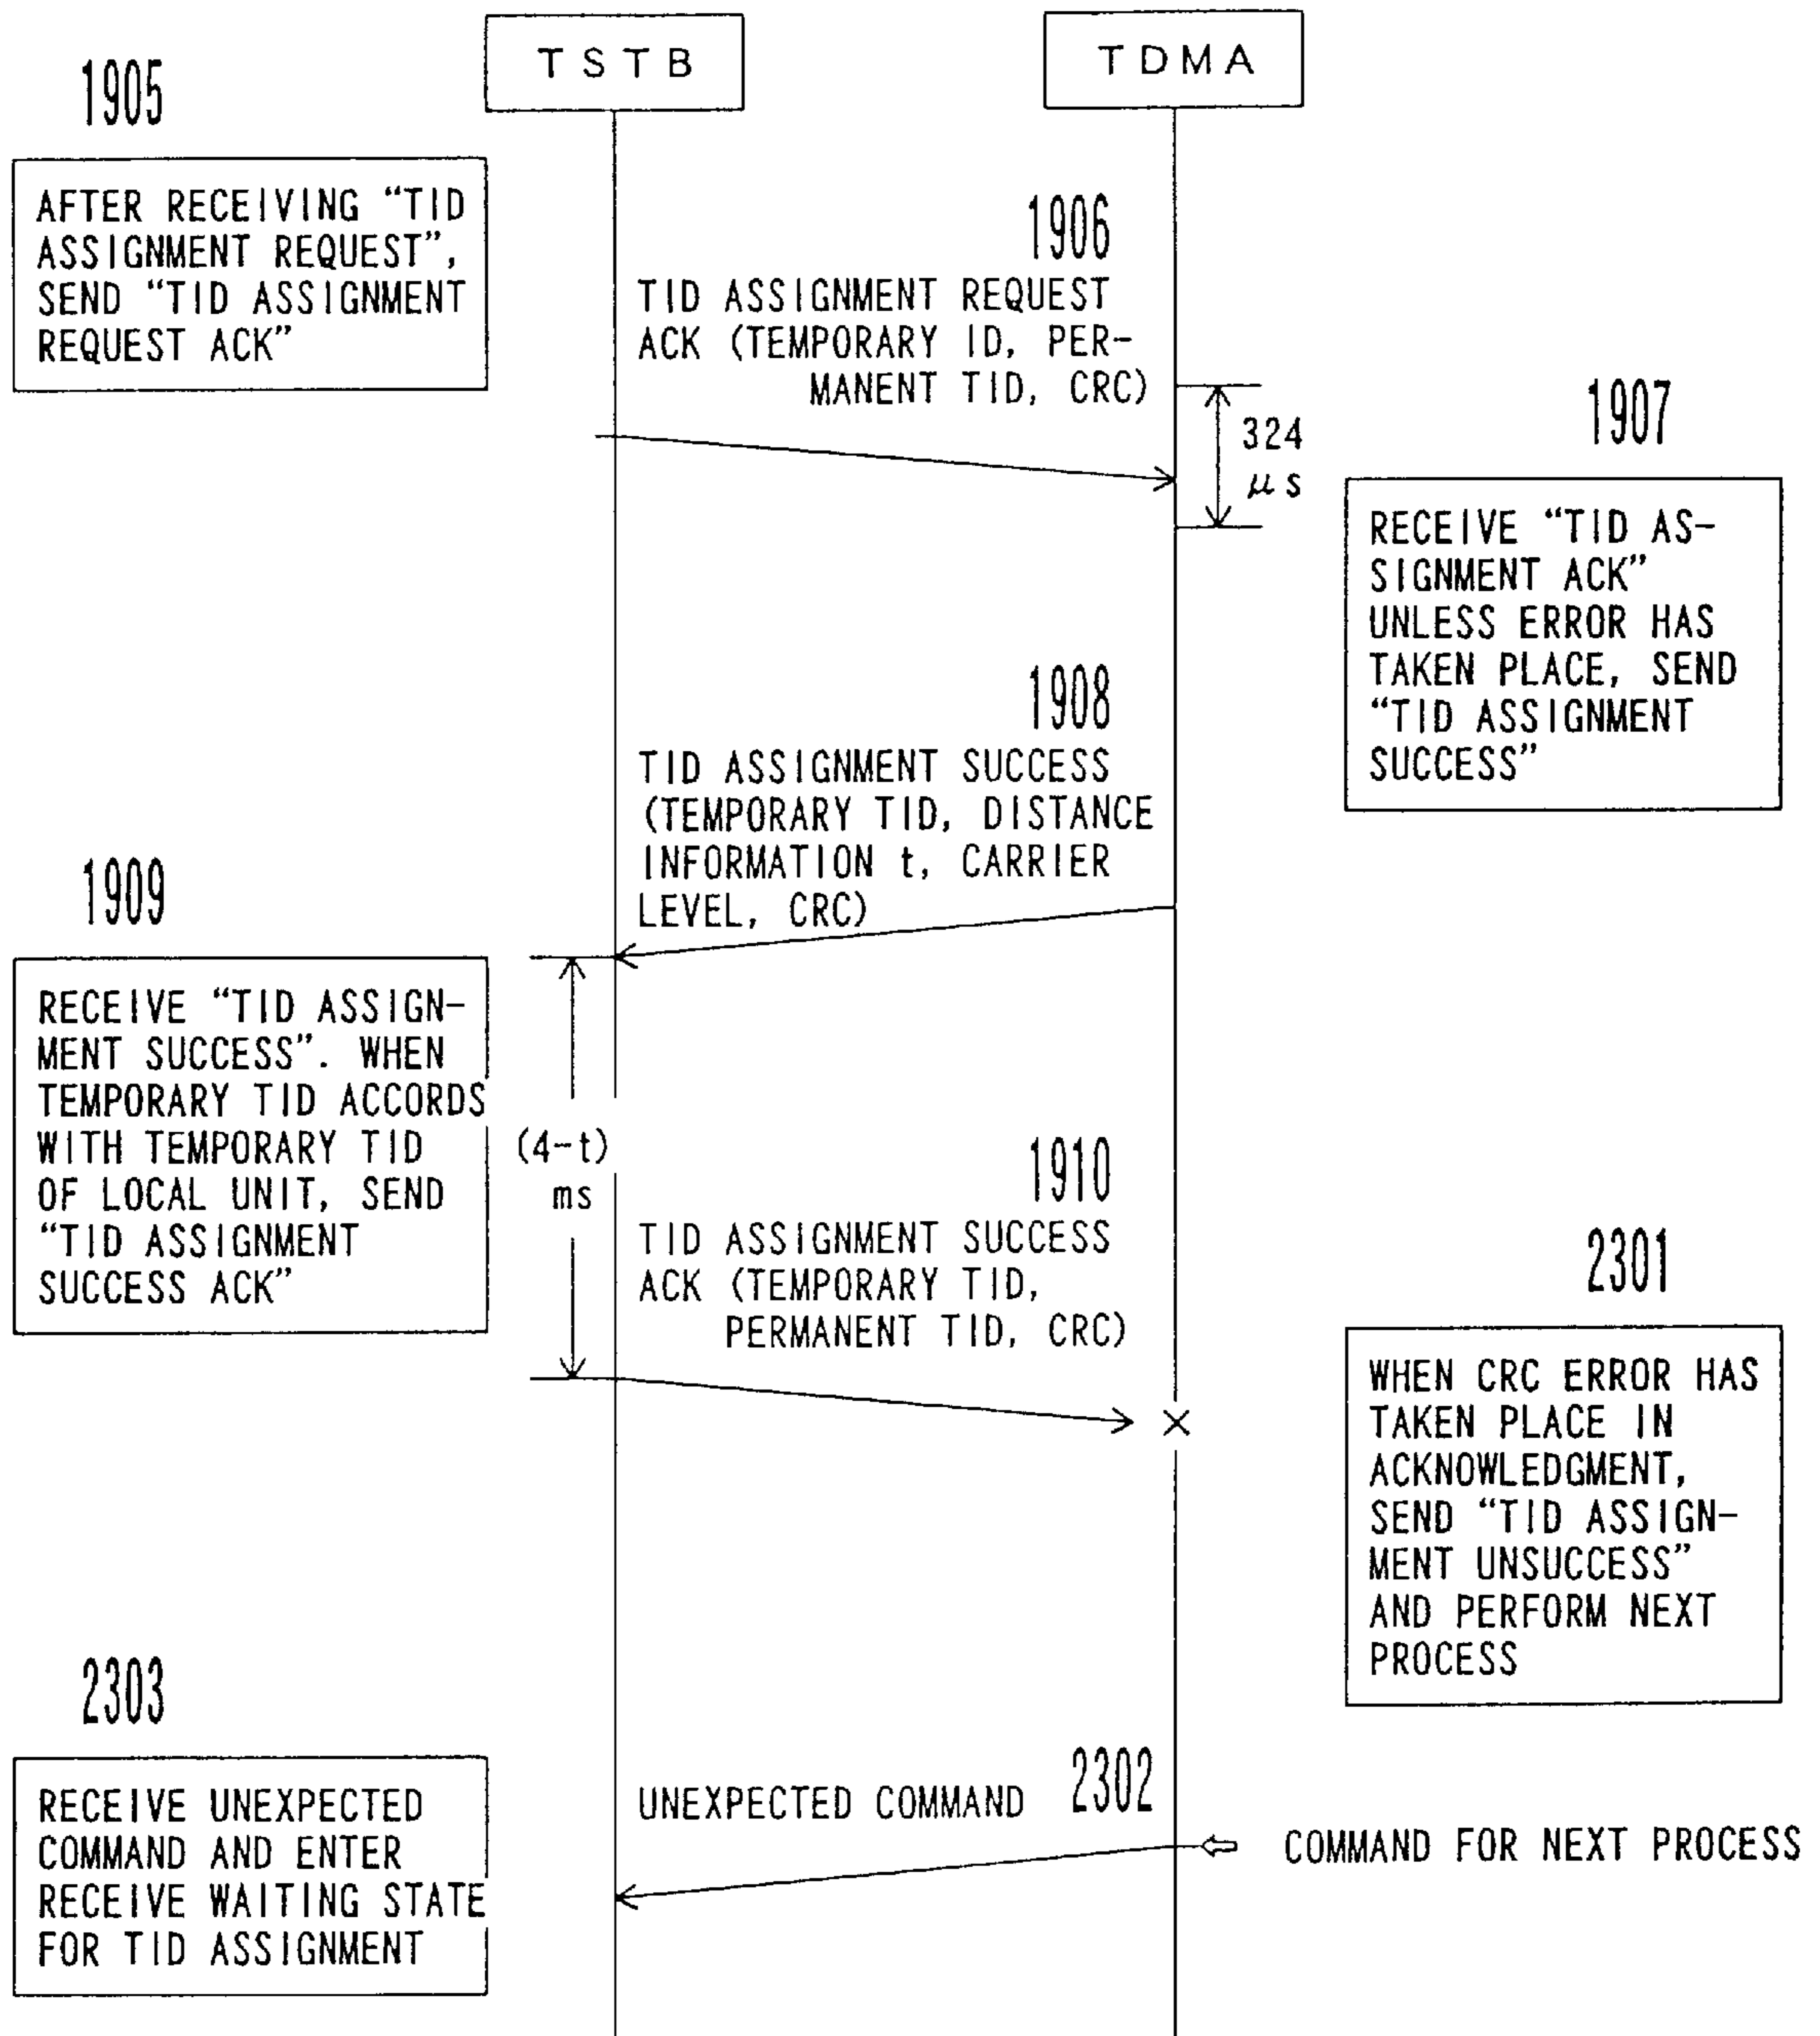 TSTB
TDMA
1905
AFTER RECEIVING “TID
ASSIGNMENT REQUEST”,
SEND “TID ASSIGNMENT
REQUEST ACK”
1906
TID ASSIGNMENT REQUEST
ACK (TEMPORARY ID, PER-
MANENT TID, CRC)
324
μs
1907
RECEIVE “TID AS-
SIGNMENT ACK”
UNLESS ERROR HAS
TAKEN PLACE, SEND
“TID ASSIGNMENT
SUCCESS”
1908
TID ASSIGNMENT SUCCESS
(TEMPORARY TID, DISTANCE
INFORMATION t, CARRIER
LEVEL, CRC)
1909
RECEIVE “TID ASSIGN-
MENT SUCCESS”. WHEN
TEMPORARY TID ACCORDS
WITH TEMPORARY TID
OF LOCAL UNIT, SEND
“TID ASSIGNMENT
SUCCESS ACK”
(4-t)
ms
1910
TID ASSIGNMENT SUCCESS
ACK (TEMPORARY TID,
PERMANENT TID, CRC)
2301
WHEN CRC ERROR HAS
TAKEN PLACE IN
ACKNOWLEDGMENT,
SEND “TID ASSIGN-
MENT UNSUCCESS”
AND PERFORM NEXT
PROCESS
2303
RECEIVE UNEXPECTED
COMMAND AND ENTER
RECEIVE WAITING STATE
FOR TID ASSIGNMENT
UNEXPECTED COMMAND
2302
COMMAND FOR NEXT PROCESS